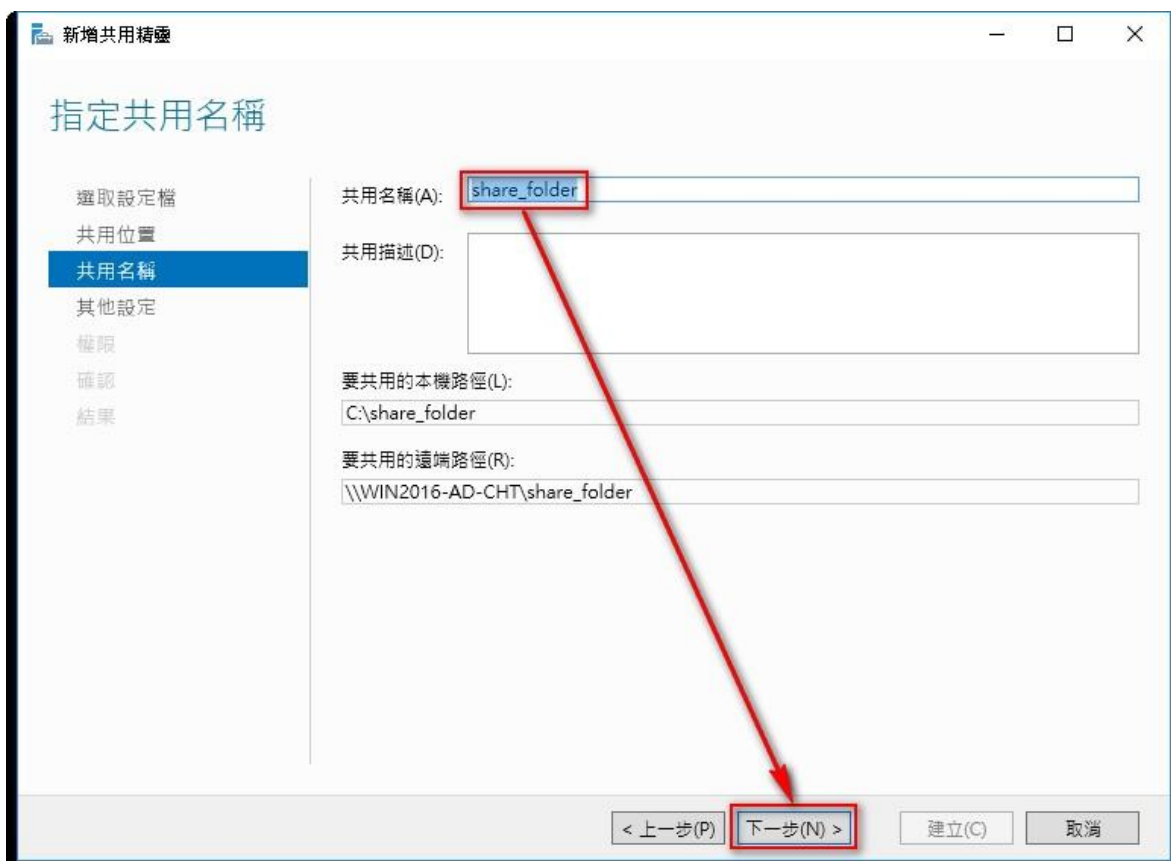 新增共用精靈
指定共用名稱
選取設定檔
共用位置
共用名稱
其他設定
權限
確認
結果
共用名稱(A): share_folder
共用描述(D):
要共用的本機路徑(L):
C:\share_folder
要共用的遠端路徑(R):
\\WIN2016-AD-CHT\share_folder
< 上一步(P) 下一步(N) > 建立(C) 取消